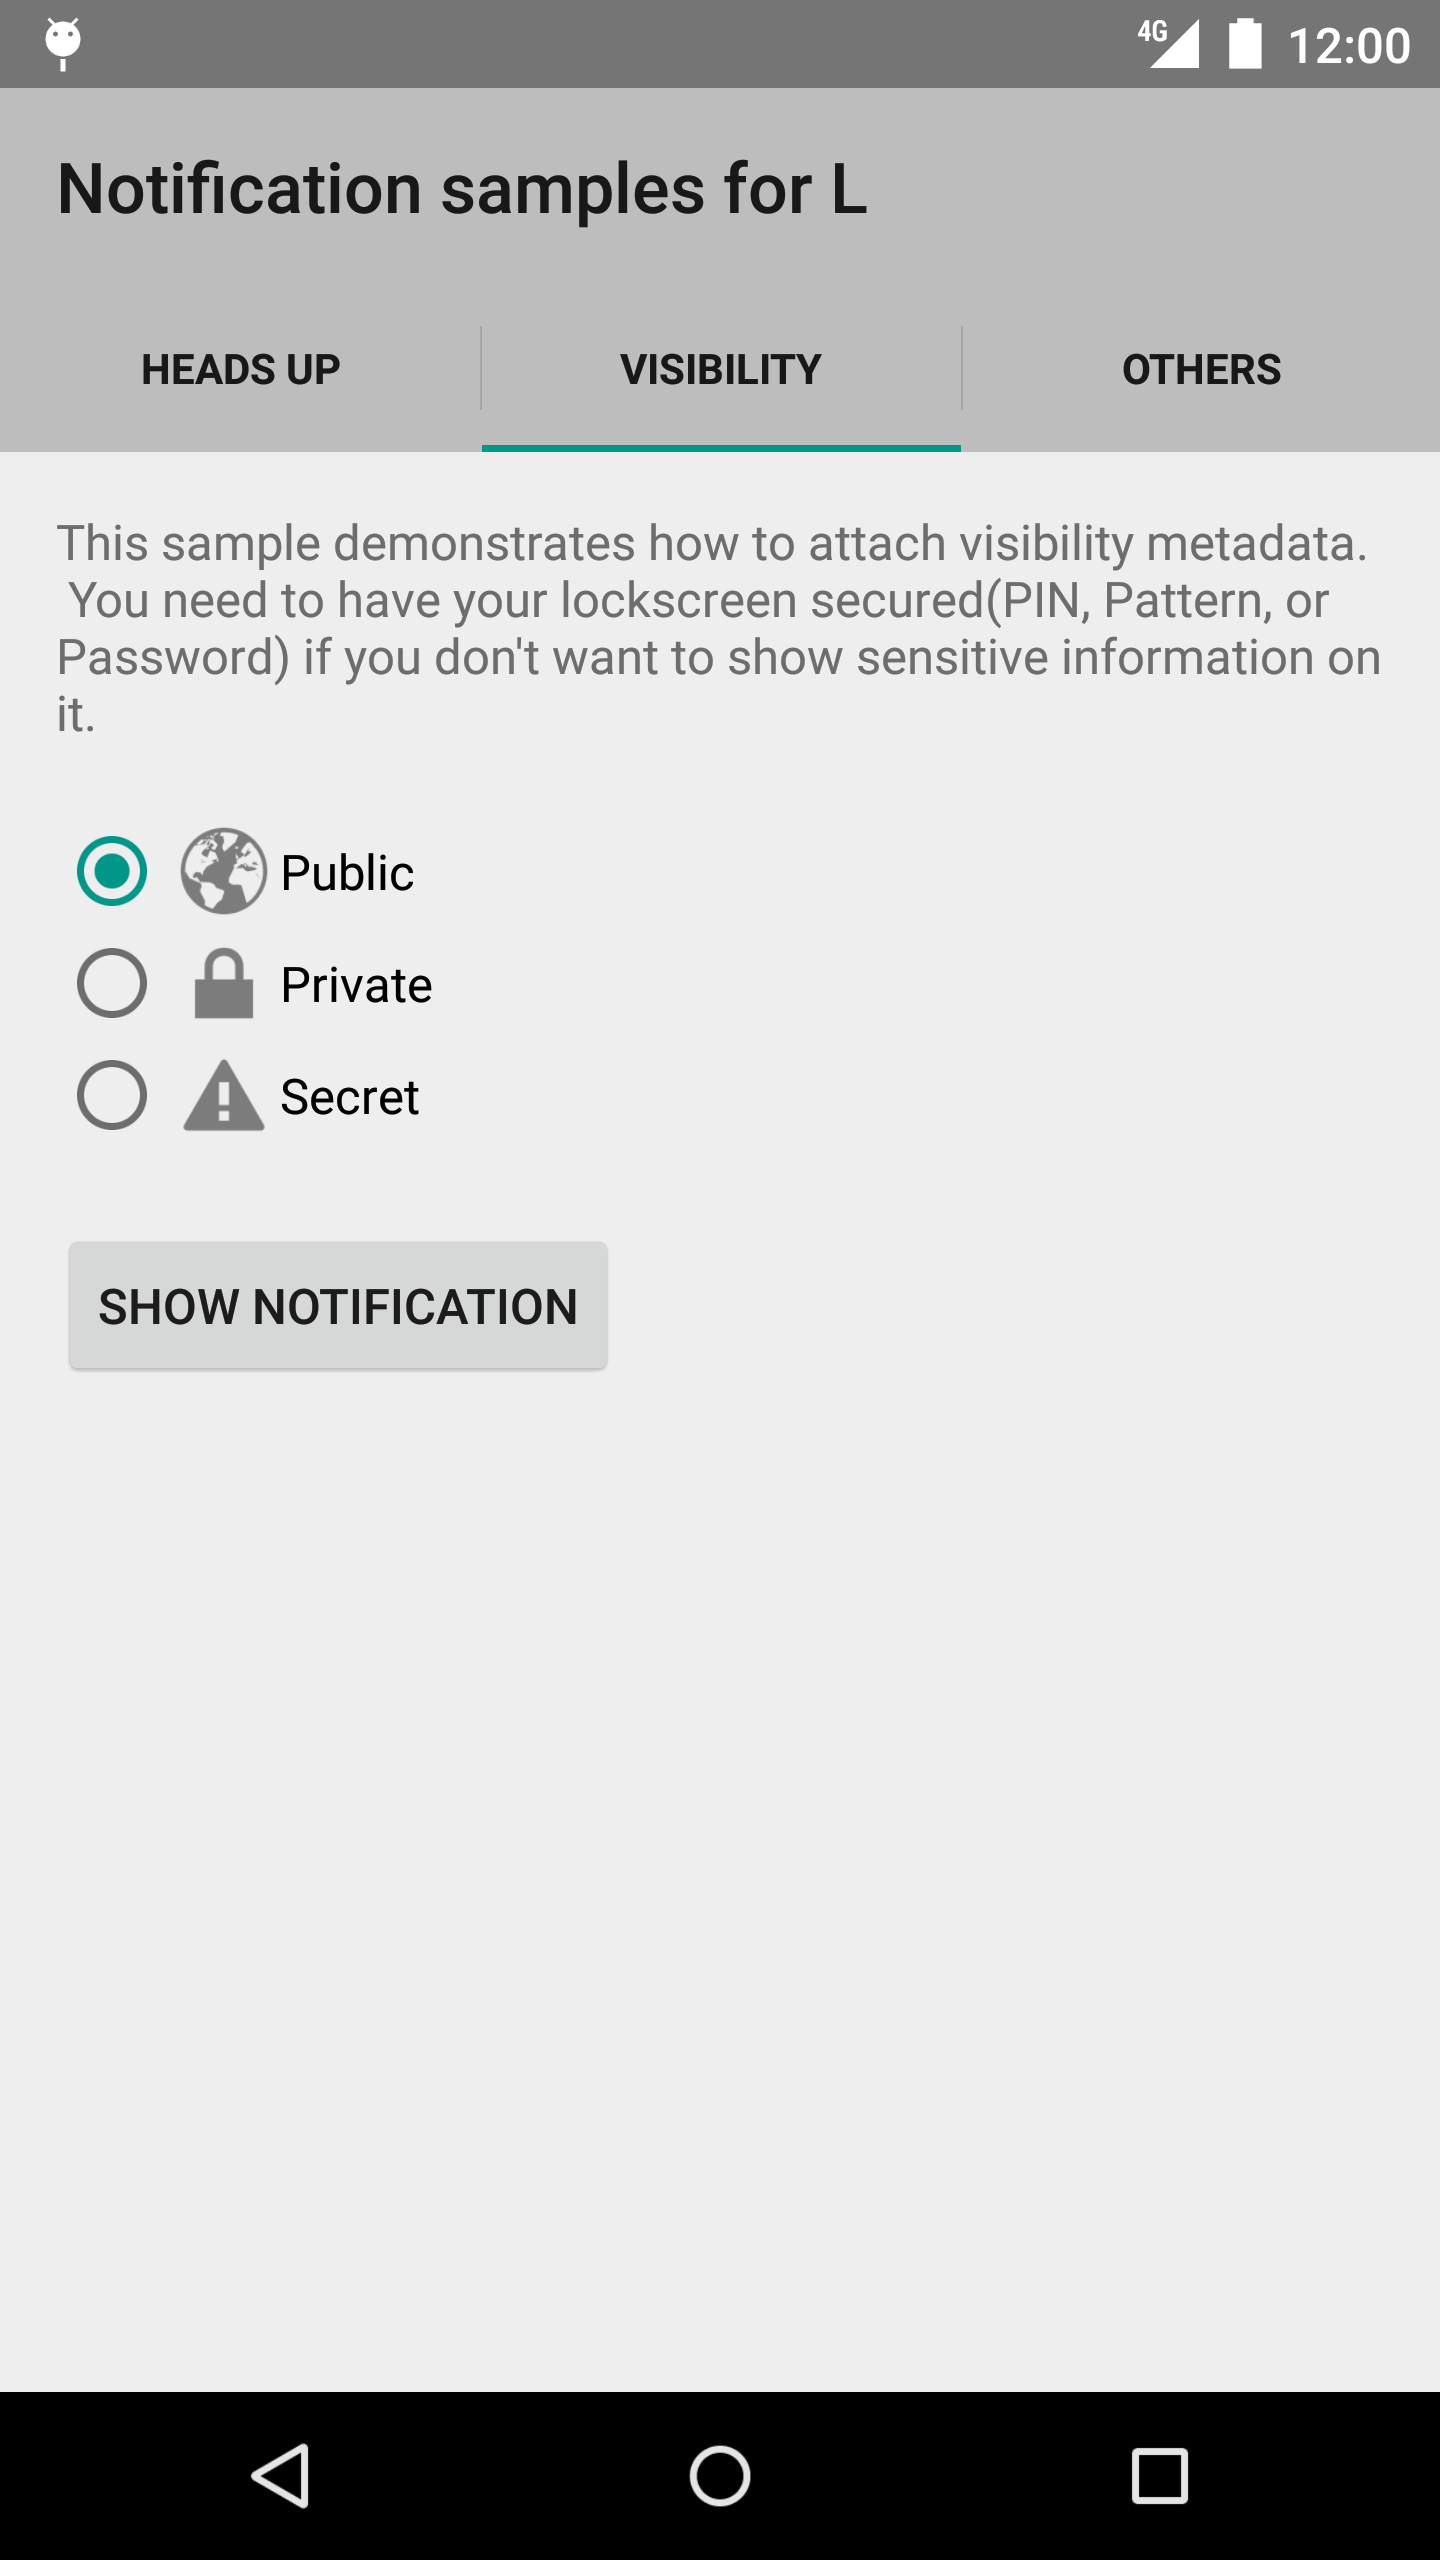 4G 12:00
Notification samples for L
HEADS UP VISIBILITY OTHERS
This sample demonstrates how to attach visibility metadata.
You need to have your lockscreen secured(PIN, Pattern, or
Password) if you don't want to show sensitive information on
it.
Public
Private
Secret
SHOW NOTIFICATION